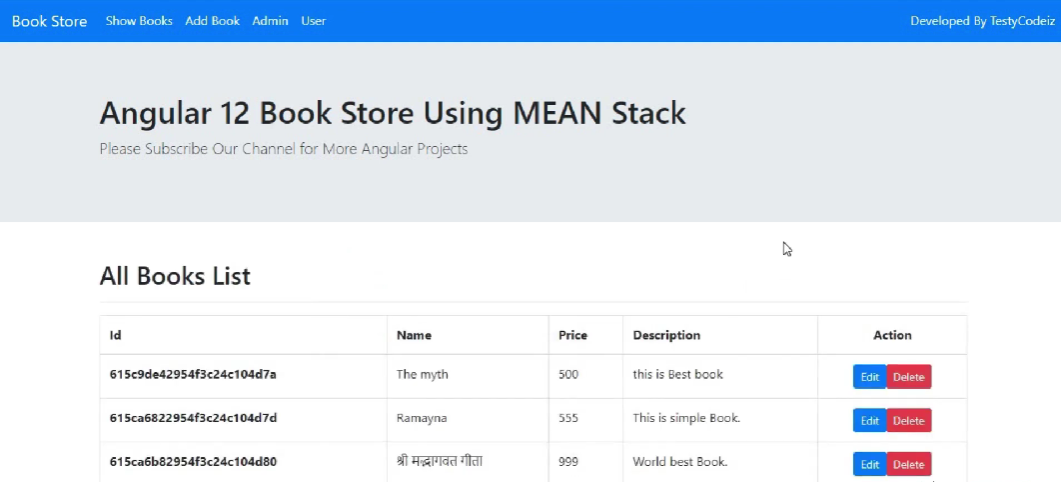 Book Store Show Books Add Book Admin User Developed By TestyCodeiz
Angular 12 Book Store Using MEAN Stack
Please Subscribe Our Channel for More Angular Projects
All Books List
Id Name Price Description Action
615c9de42954f3c24c104d7a The myth 500 this is Best book Edit Delete
615ca6822954f3c24c104d7d Ramayna 555 This is simple Book. Edit Delete
615ca6b82954f3c24c104d80 श्री मद्भागवत गीता 999 World best Book. Edit Delete